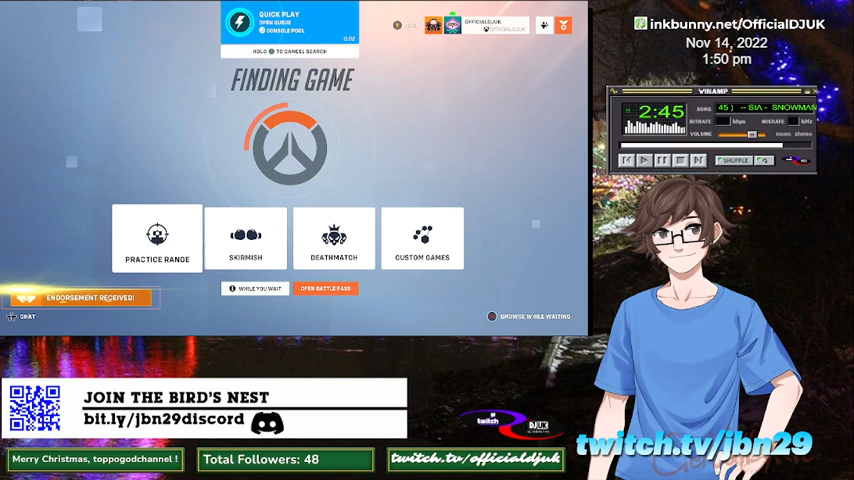 QUICK PLAY
OPEN QUEUE
CONSOLE POOL
0:02
HOLD TO CANCEL SEARCH
OFFICIALDJUK
OFFICIALDJUK
FINDING GAME
PRACTICE RANGE
SKIRMISH
DEATHMATCH
CUSTOM GAMES
WHILE YOU WAIT
OPEN BATTLE PASS
ENDORSEMENT RECEIVED!
CHAT
BROWSE WHILE WAITING
inkbunny.net/OfficialDJUK
Nov 14, 2022
1:50 pm
WINAMP
2:45
SONG
45 ) -- SIA - SNOWMAN
BITRATE
kbps
MIXRATE
kHz
VOLUME
mono stereo
SHUFFLE
JOIN THE BIRD'S NEST
bit.ly/jbn29discord
twitch
DJUK
twitch.tv/jbn29
Merry Christmas, toppogodchannel !
Total Followers: 48
twitch.tv/officialdjuk